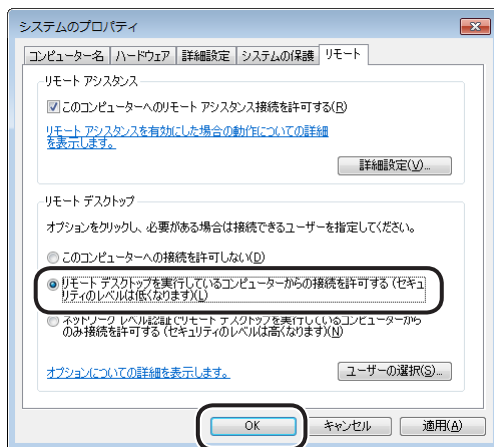 システムのプロパティ
コンピューター名 ハードウェア 詳細設定 システムの保護 リモート
リモート アシスタンス
このコンピューターへのリモート アシスタンス接続を許可する(R)
リモート アシスタンスを有効にした場合の動作についての詳細
を表示します。
詳細設定(V)...
リモート デスクトップ
オプションをクリックし、必要がある場合は接続できるユーザーを指定してください。
このコンピューターへの接続を許可しない(D)
リモート デスクトップを実行しているコンピューターからの接続を許可する (セキュ
リティのレベルは低くなります)(L)
ネットワーク レベル認証でリモート デスクトップを実行しているコンピューターから
のみ接続を許可する (セキュリティのレベルは高くなります)(N)
オプションについての詳細を表示します。
ユーザーの選択(S)...
OK キャンセル 適用(A)